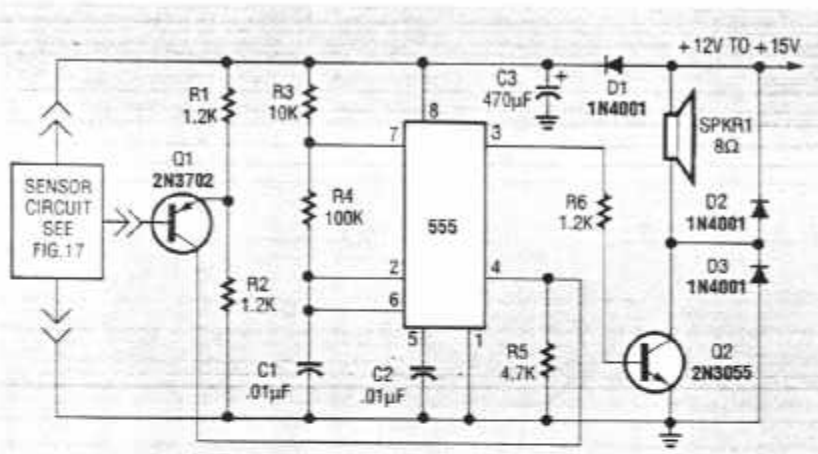 +12V TO +15V
R1
1.2K
R3
10K
C3
470µF
+
D1
1N4001
SPKR1
8Ω
8
7
3
Q1
2N3702
SENSOR
CIRCUIT
SEE
FIG.17
R4
100K
555
R6
1.2K
D2
1N4001
R2
1.2K
2
6
4
D3
1N4001
5
1
C1
.01µF
C2
.01µF
R5
4.7K
Q2
2N3055